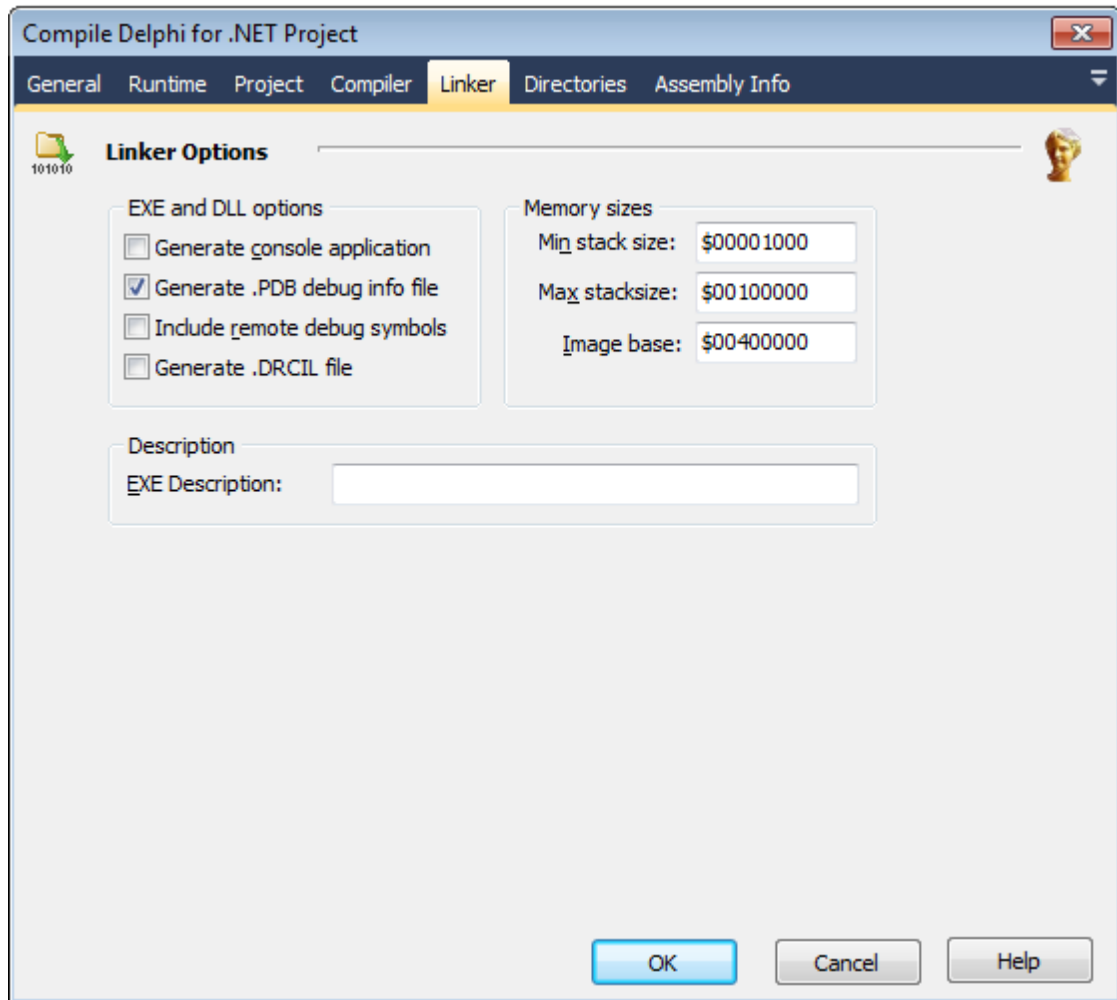 Compile Delphi for .NET Project
General Runtime Project Compiler Linker Directories Assembly Info
101010
Linker Options
EXE and DLL options
Generate console application
Generate .PDB debug info file
Include remote debug symbols
Generate .DRCIL file
Memory sizes
Min stack size: $00001000
Max stacksize: $00100000
Image base: $00400000
Description
EXE Description:
OK Cancel Help